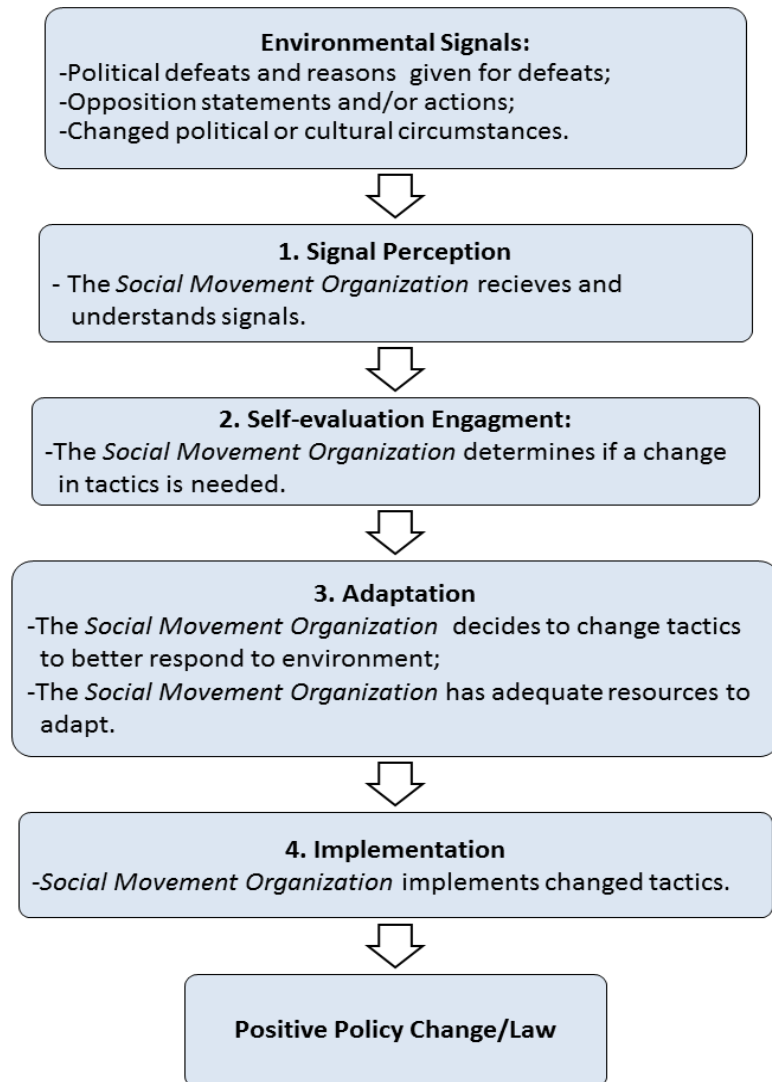 Environmental Signals:
-Political defeats and reasons given for defeats;
-Opposition statements and/or actions;
-Changed political or cultural circumstances.
1. Signal Perception
- The Social Movement Organization recieves and
understands signals.
2. Self-evaluation Engagment:
-The Social Movement Organization determines if a change
in tactics is needed.
3. Adaptation
-The Social Movement Organization decides to change tactics
to better respond to environment;
-The Social Movement Organization has adequate resources to
adapt.
4. Implementation
-Social Movement Organization implements changed tactics.
Positive Policy Change/Law